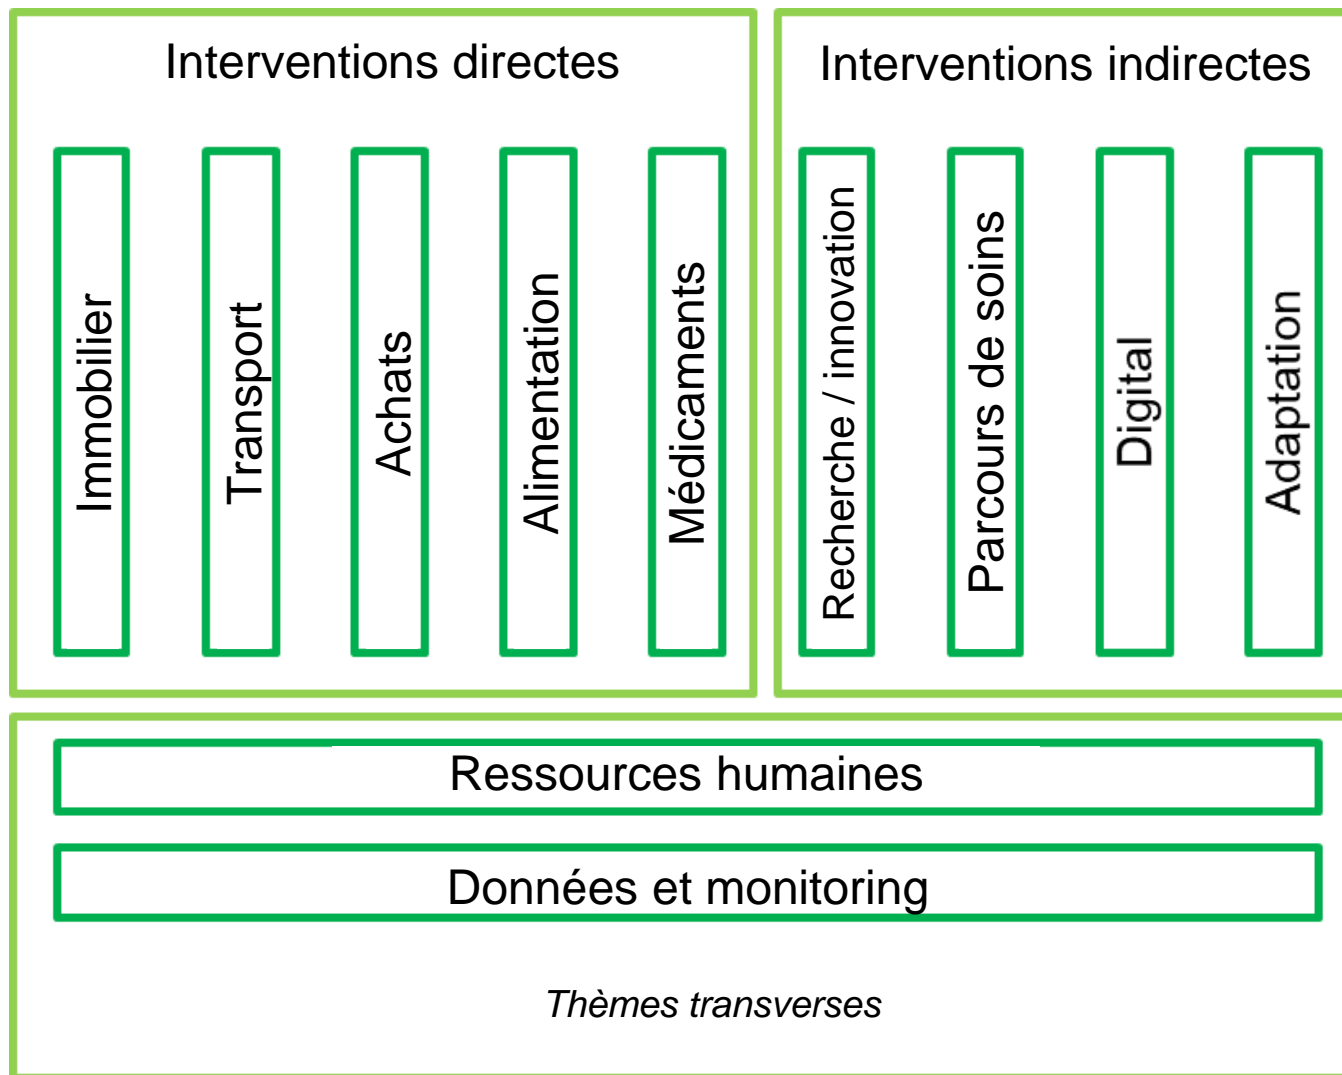 Interventions directes
Immobilier
Transport
Achats
Alimentation
Médicaments
Interventions indirectes
Recherche / innovation
Parcours de soins
Digital
Adaptation
Ressources humaines
Données et monitoring
Thèmes transverses